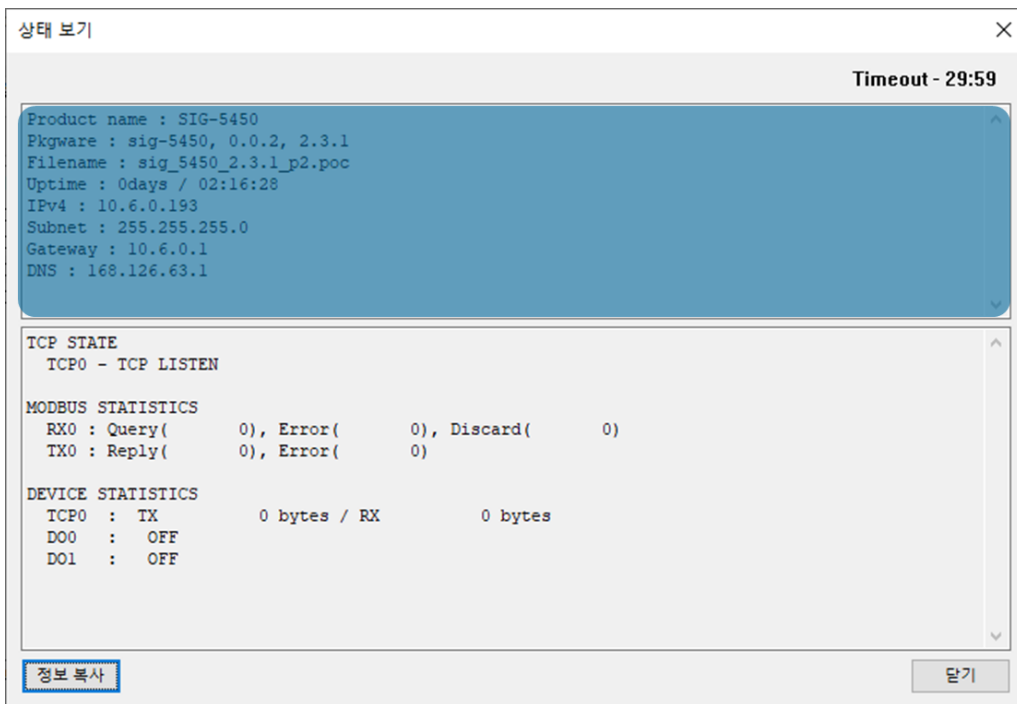 상태 보기
Timeout - 29:59
Product name : SIG-5450
Pkgware : sig-5450, 0.0.2, 2.3.1
Filename : sig_5450_2.3.1_p2.poc
Uptime : 0days / 02:16:28
IPv4 : 10.6.0.193
Subnet : 255.255.255.0
Gateway : 10.6.0.1
DNS : 168.126.63.1
TCP STATE
TCP0 - TCP LISTEN
MODBUS STATISTICS
RX0 : Query( 0), Error( 0), Discard( 0)
TX0 : Reply( 0), Error( 0)
DEVICE STATISTICS
TCP0 : TX 0 bytes / RX 0 bytes
DO0 : OFF
DO1 : OFF
정보 복사 닫기